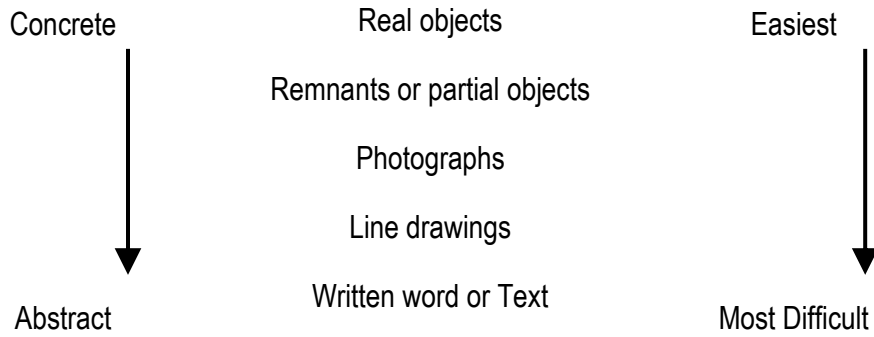 Concrete Real objects Easiest
Remnants or partial objects
Photographs
Line drawings
Written word or Text
Abstract Most Difficult